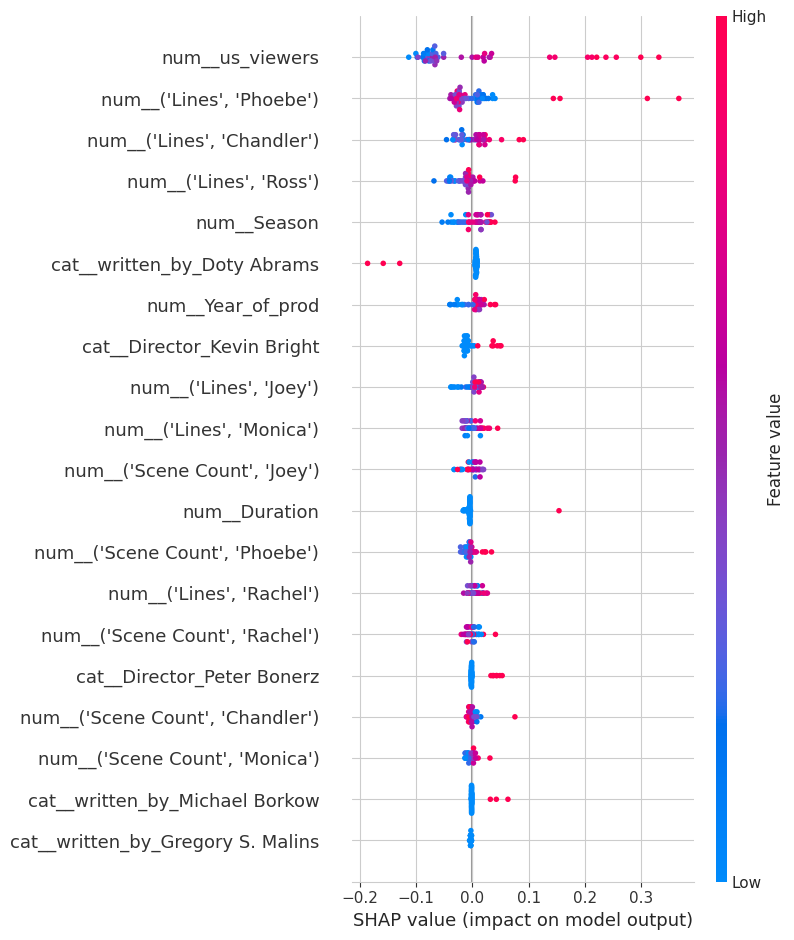 High
num__us_viewers
num__('Lines', 'Phoebe')
num__('Lines', 'Chandler')
num__('Lines', 'Ross')
num__Season
cat__written_by_Doty Abrams
num__Year_of_prod
cat__Director_Kevin Bright
num__('Lines', 'Joey')
num__('Lines', 'Monica')
num__('Scene Count', 'Joey')
num__Duration
num__('Scene Count', 'Phoebe')
num__('Lines', 'Rachel')
num__('Scene Count', 'Rachel')
cat__Director_Peter Bonerz
num__('Scene Count', 'Chandler')
num__('Scene Count', 'Monica')
cat__written_by_Michael Borkow
cat__written_by_Gregory S. Malins
Feature value
Low
−0.2 −0.1 0.0 0.1 0.2 0.3
SHAP value (impact on model output)